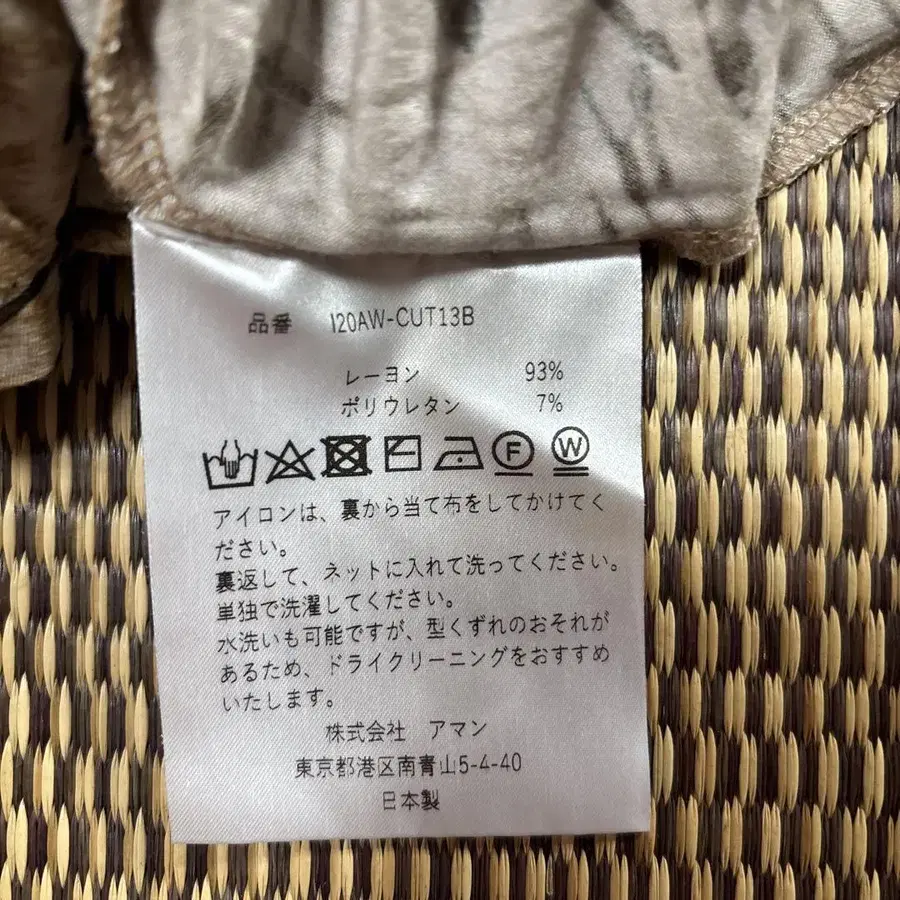 品番 I20AW-CUT13B
レーヨン 93%
ポリウレタン 7%
F W
アイロンは、裏から当て布をしてかけてく
ださい。
裏返して、ネットに入れて洗ってください。
単独で洗濯してください。
水洗いも可能ですが、型くずれのおそれが
あるため、ドライクリーニングをおすすめ
いたします。
株式会社 アマン
東京都港区南青山5-4-40
日本製